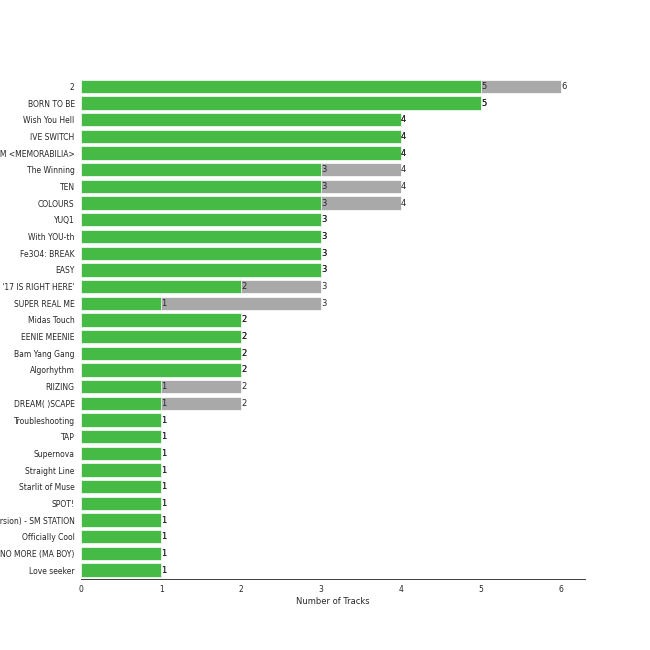 2 5 6
BORN TO BE 5
Wish You Hell 4
IVE SWITCH 4
M <MEMORABILIA> 4
The Winning 3 4
TEN 3 4
COLOURS 3 4
YUQ1 3
With YOU-th 3
Fe3O4: BREAK 3
EASY 3
'17 IS RIGHT HERE' 2 3
SUPER REAL ME 1 3
Midas Touch 2
EENIE MEENIE 2
Bam Yang Gang 2
Algorhythm 2
RIIZING 1 2
DREAM( )SCAPE 1 2
Troubleshooting 1
TAP 1
Supernova 1
Straight Line 1
Starlit of Muse 1
SPOT! 1
rsion) - SM STATION 1
Officially Cool 1
NO MORE (MA BOY) 1
Love seeker 1
0 1 2 3 4 5 6
Number of Tracks